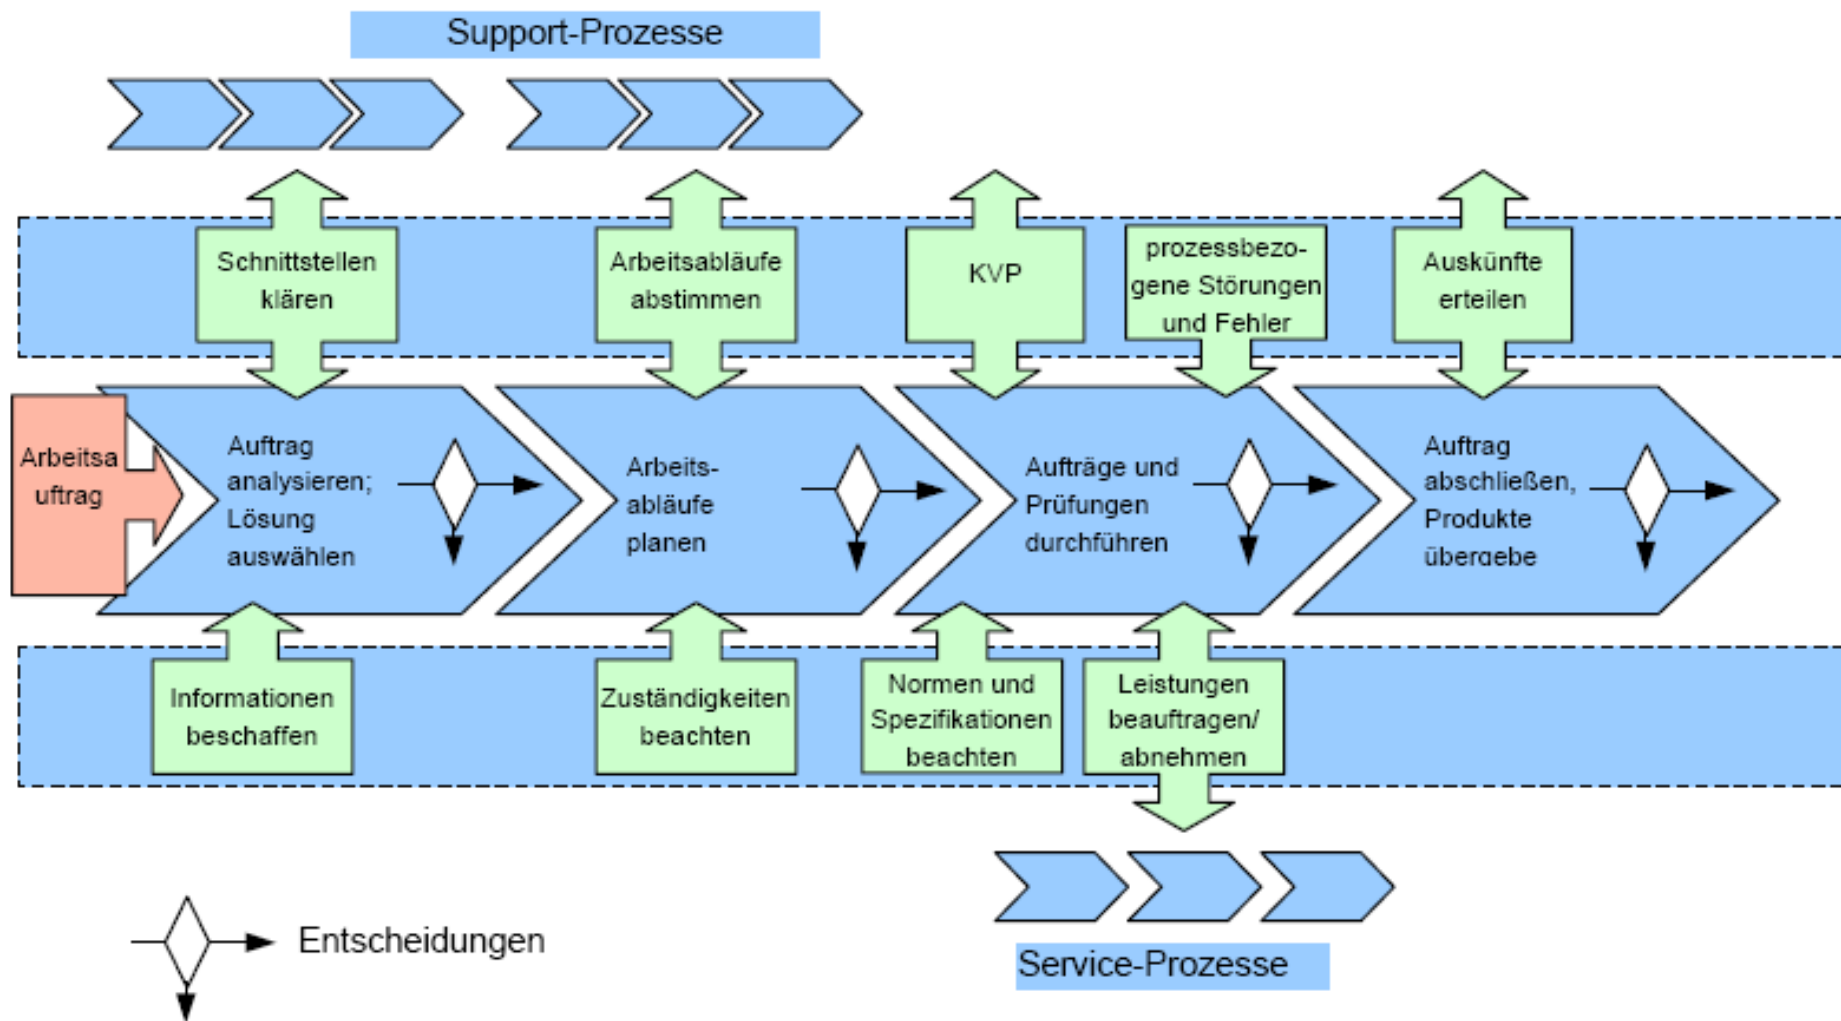 Support-Prozesse
Schnittstellen
klären
Arbeitsabläufe
abstimmen
KVP
prozessbezo-
gene Störungen
und Fehler
Auskünfte
erteilen
Arbeitsa
uftrag
Auftrag
analysieren;
Lösung
auswählen
Arbeits-
abläufe
planen
Aufträge und
Prüfungen
durchführen
Auftrag
abschließen,
Produkte
übergebe
Informationen
beschaffen
Zuständigkeiten
beachten
Normen und
Spezifikationen
beachten
Leistungen
beauftragen/
abnehmen
Entscheidungen
Service-Prozesse